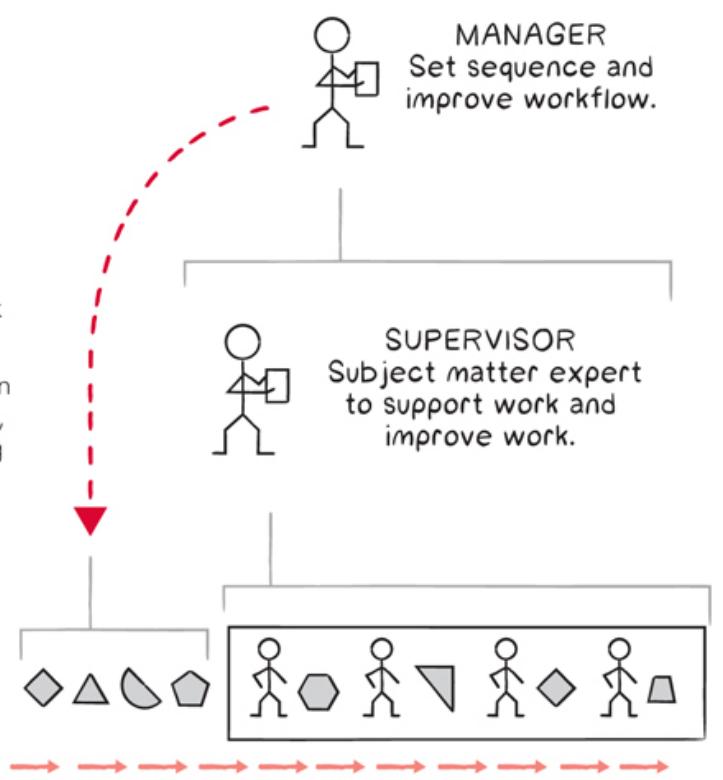 MANAGER
Set sequence and
improve workflow.
SUPERVISOR
Subject matter expert
to support work and
improve work.